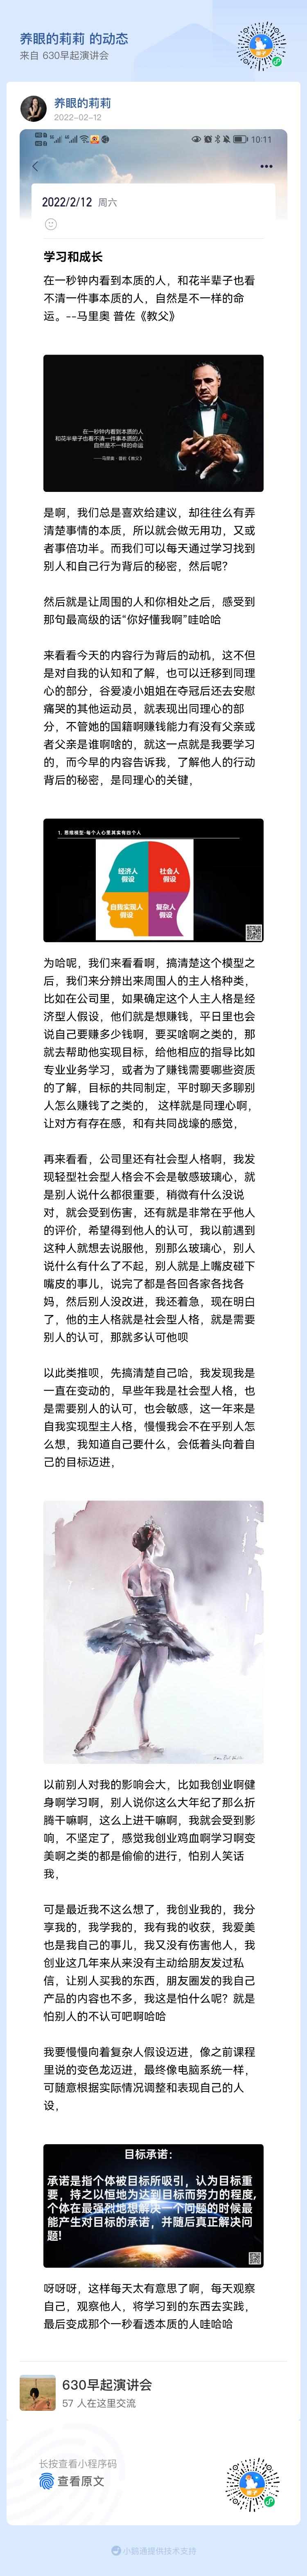 养眼的莉莉 的动态
来自 630早起演讲会
养眼的莉莉
2022-02-12
10:11
2022/2/12 周六
学习和成长
在一秒钟内看到本质的人，和花半辈子也看
不清一件事本质的人，自然是不一样的命
运。--马里奥 普佐《教父》
在一秒钟内看到本质的人
和花半辈子也看不清一件事本质的人
自然是不一样的命运
——马里奥·普佐《教父》
是啊，我们总是喜欢给建议，却往往么有弄
清楚事情的本质，所以就会做无用功，又或
者事倍功半。而我们可以每天通过学习找到
别人和自己行为背后的秘密，然后呢？
然后就是让周围的人和你相处之后，感受到
那句最高级的话“你好懂我啊”哇哈哈
来看看今天的内容行为背后的动机，这不但
是对自我的认知和了解，也可以迁移到同理
心的部分，谷爱凌小姐姐在夺冠后还去安慰
痛哭的其他运动员，就表现出同理心的部
分，不管她的国籍啊赚钱能力有没有父亲或
者父亲是谁啊啥的，就这一点就是我要学习
的，而今早的内容告诉我，了解他人的行动
背后的秘密，是同理心的关键，
1. 思维模型·每个人心里其实有四个人
经济人
假设
社会人
假设
自我实现人
假设
复杂人
假设
为哈呢，我们来看看啊，搞清楚这个模型之
后，我们来分辨出来周围人的主人格种类，
比如在公司里，如果确定这个人主人格是经
济型人假设，他们就是想赚钱，平日里也会
说自己要赚多少钱啊，要买啥啊之类的，那
就去帮助他实现目标，给他相应的指导比如
专业业务学习，或者为了赚钱需要哪些资质
的了解，目标的共同制定，平时聊天多聊别
人怎么赚钱了之类的， 这样就是同理心啊，
让对方有存在感，和有共同战壕的感觉，
再来看看，公司里还有社会型人格啊，我发
现轻型社会型人格会不会是敏感玻璃心，就
是别人说什么都很重要，稍微有什么没说
对，就会受到伤害，还有就是非常在乎他人
的评价，希望得到他人的认可，我以前遇到
这种人就想去说服他，别那么玻璃心，别人
说什么有什么了不起，别人就是上嘴皮碰下
嘴皮的事儿，说完了都是各回各家各找各
妈，然后别人没改进，我还着急，现在明白
了，他的主人格就是社会型人格，就是需要
别人的认可，那就多认可他呗
以此类推呗，先搞清楚自己哈，我发现我是
一直在变动的，早些年我是社会型人格，也
是需要别人的认可，也会敏感，这一年来是
自我实现型主人格，慢慢我会不在乎别人怎
么想，我知道自己要什么，会低着头向着自
己的目标迈进，
以前别人对我的影响会大，比如我创业啊健
身啊学习啊，别人说你这么大年纪了那么折
腾干嘛啊，这么上进干嘛啊，我就会受到影
响，不坚定了，感觉我创业鸡血啊学习啊变
美啊之类的都是偷偷的进行，怕别人笑话
我，
可是最近我不这么想了，我创业我的，我分
享我的，我学我的，我有我的收获，我爱美
也是我自己的事儿，我又没有伤害他人，我
创业这几年来从来没有主动给朋友发过私
信，让别人买我的东西，朋友圈发的我自己
产品的内容也不多，我这是怕什么呢？就是
怕别人的不认可吧啊哈哈
我要慢慢向着复杂人假设迈进，像之前课程
里说的变色龙迈进，最终像电脑系统一样，
可随意根据实际情况调整和表现自己的人
设，
目标承诺：
承诺是指个体被目标所吸引，认为目标重
要，持之以恒地为达到目标而努力的程度，
个体在最强烈地想解决一个问题的时候最
能产生对目标的承诺，并随后真正解决问
题！
呀呀呀，这样每天太有意思了啊，每天观察
自己，观察他人，将学习到的东西去实践，
最后变成那个一秒看透本质的人哇哈哈
630早起演讲会
57 人在这里交流
长按查看小程序码
查看原文
小鹅通提供技术支持